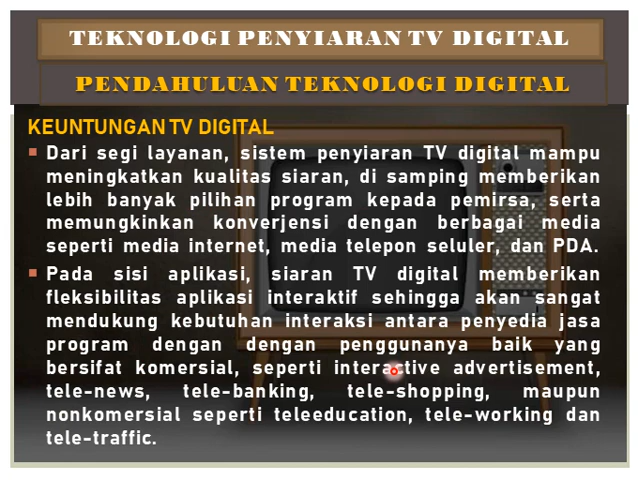 TEKNOLOGI PENYIARAN TV DIGITAL
PENDAHULUAN TEKNOLOGI DIGITAL
KEUNTUNGAN TV DIGITAL
Dari segi layanan, sistem penyiaran TV digital mampu
meningkatkan kualitas siaran, di samping memberikan
lebih banyak pilihan program kepada pemirsa, serta
memungkinkan konverjensi dengan berbagai media
seperti media internet, media telepon seluler, dan PDA.
Pada sisi aplikasi, siaran TV digital memberikan
fleksibilitas aplikasi interaktif sehingga akan sangat
mendukung kebutuhan interaksi antara penyedia jasa
program dengan dengan penggunanya baik yang
bersifat komersial, seperti interactive advertisement,
tele-news, tele-banking, tele-shopping, maupun
nonkomersial seperti teleeducation, tele-working dan
tele-traffic.